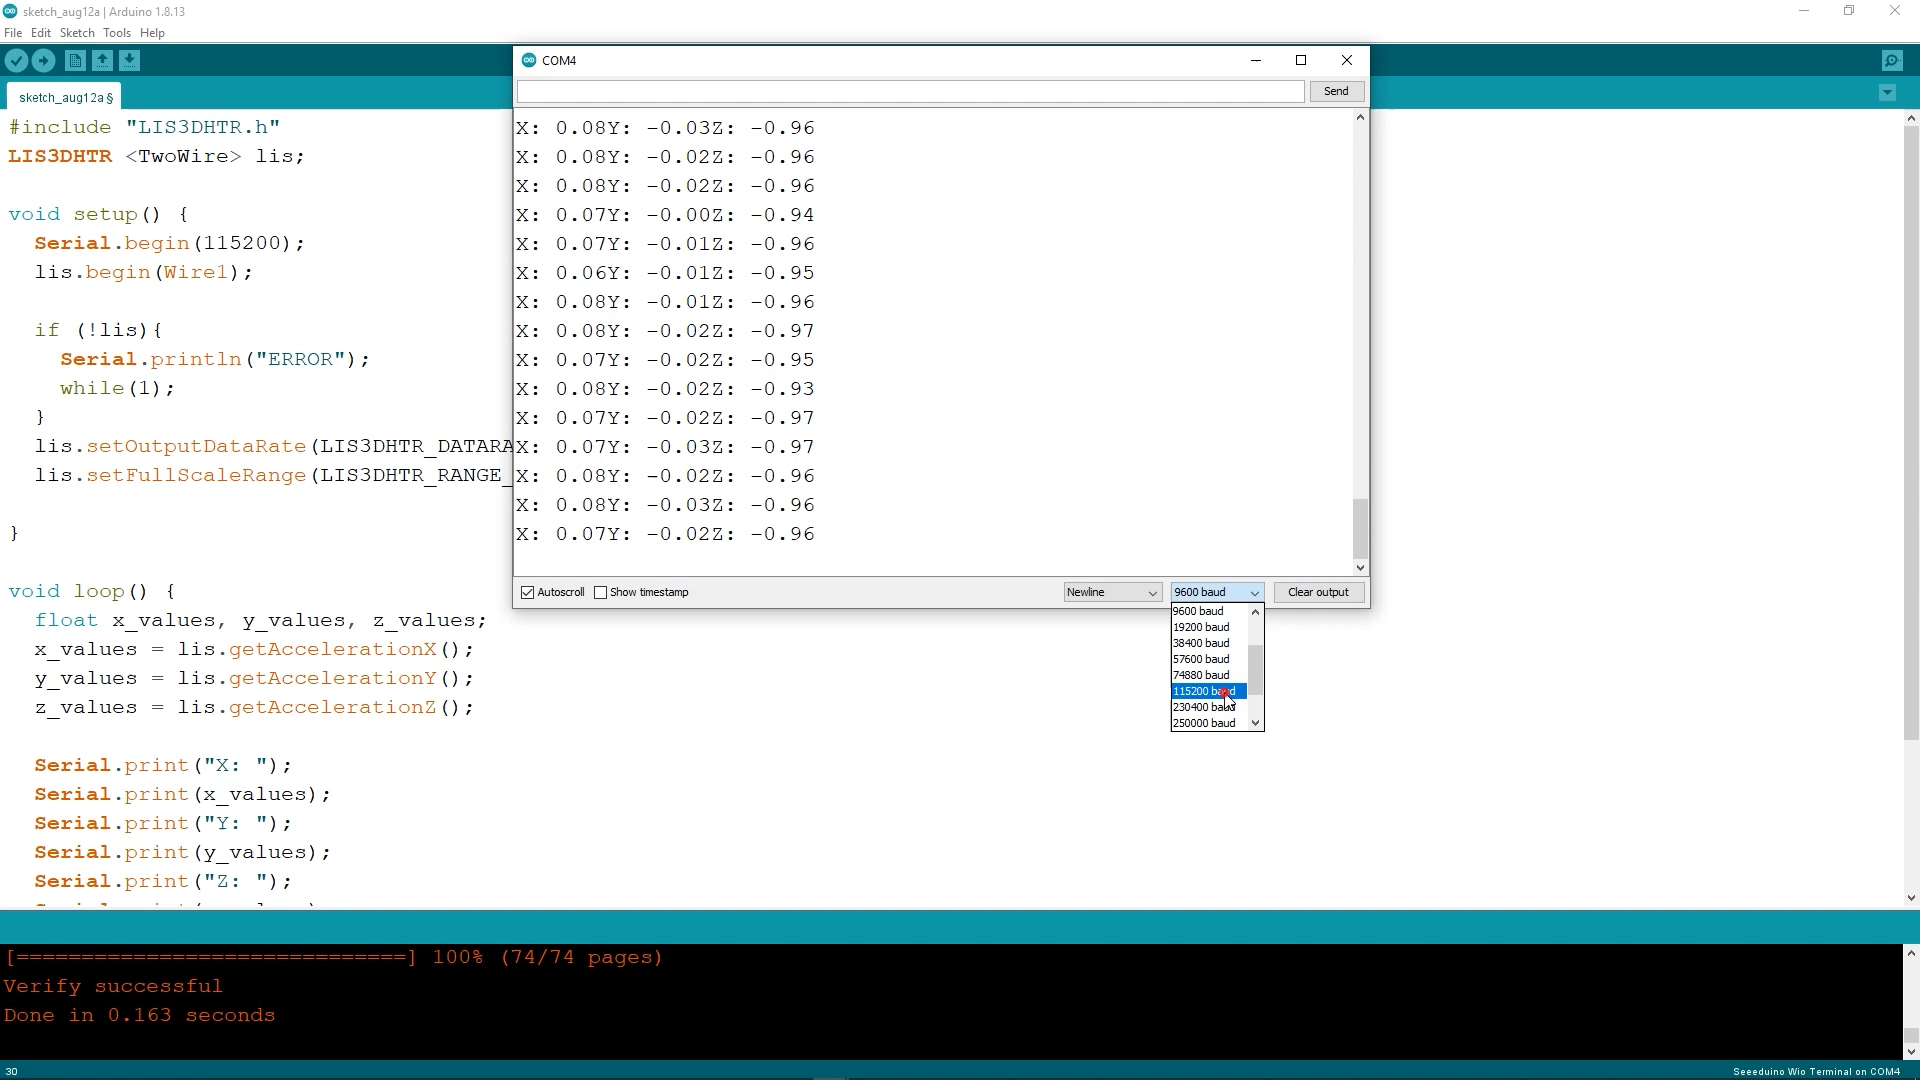 sketch_aug12a | Arduino 1.8.13
File Edit Sketch Tools Help
sketch_aug12a §
#include "LIS3DHTR.h"
LIS3DHTR <TwoWire> lis;
void setup() {
Serial.begin(115200);
lis.begin(Wire1);
if (!lis){
Serial.println("ERROR");
while(1);
}
lis.setOutputDataRate(LIS3DHTR_DATARA
lis.setFullScaleRange(LIS3DHTR_RANGE_
}
void loop() {
float x_values, y_values, z_values;
x_values = lis.getAccelerationX();
y_values = lis.getAccelerationY();
z_values = lis.getAccelerationZ();
Serial.print("X: ");
Serial.print(x_values);
Serial.print("Y: ");
Serial.print(y_values);
Serial.print("Z: ");
COM4
Send
X: 0.08Y: -0.03Z: -0.96
X: 0.08Y: -0.02Z: -0.96
X: 0.08Y: -0.02Z: -0.96
X: 0.07Y: -0.00Z: -0.94
X: 0.07Y: -0.01Z: -0.96
X: 0.06Y: -0.01Z: -0.95
X: 0.08Y: -0.01Z: -0.96
X: 0.08Y: -0.02Z: -0.97
X: 0.07Y: -0.02Z: -0.95
X: 0.08Y: -0.02Z: -0.93
X: 0.07Y: -0.02Z: -0.97
X: 0.07Y: -0.03Z: -0.97
X: 0.08Y: -0.02Z: -0.96
X: 0.08Y: -0.03Z: -0.96
X: 0.07Y: -0.02Z: -0.96
Autoscroll Show timestamp Newline 9600 baud Clear output
9600 baud
19200 baud
38400 baud
57600 baud
74880 baud
115200 baud
230400 baud
250000 baud
[==============================] 100% (74/74 pages)
Verify successful
Done in 0.163 seconds
30 Seeeduino Wio Terminal on COM4